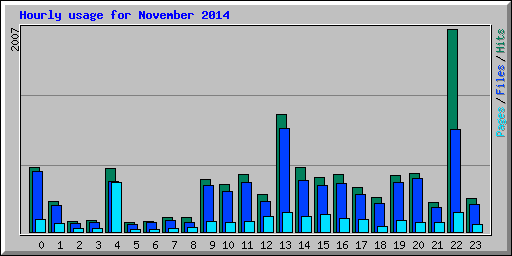 Hourly usage for November 2014
2007
Pages / Files / Hits
0 1 2 3 4 5 6 7 8 9 10 11 12 13 14 15 16 17 18 19 20 21 22 23